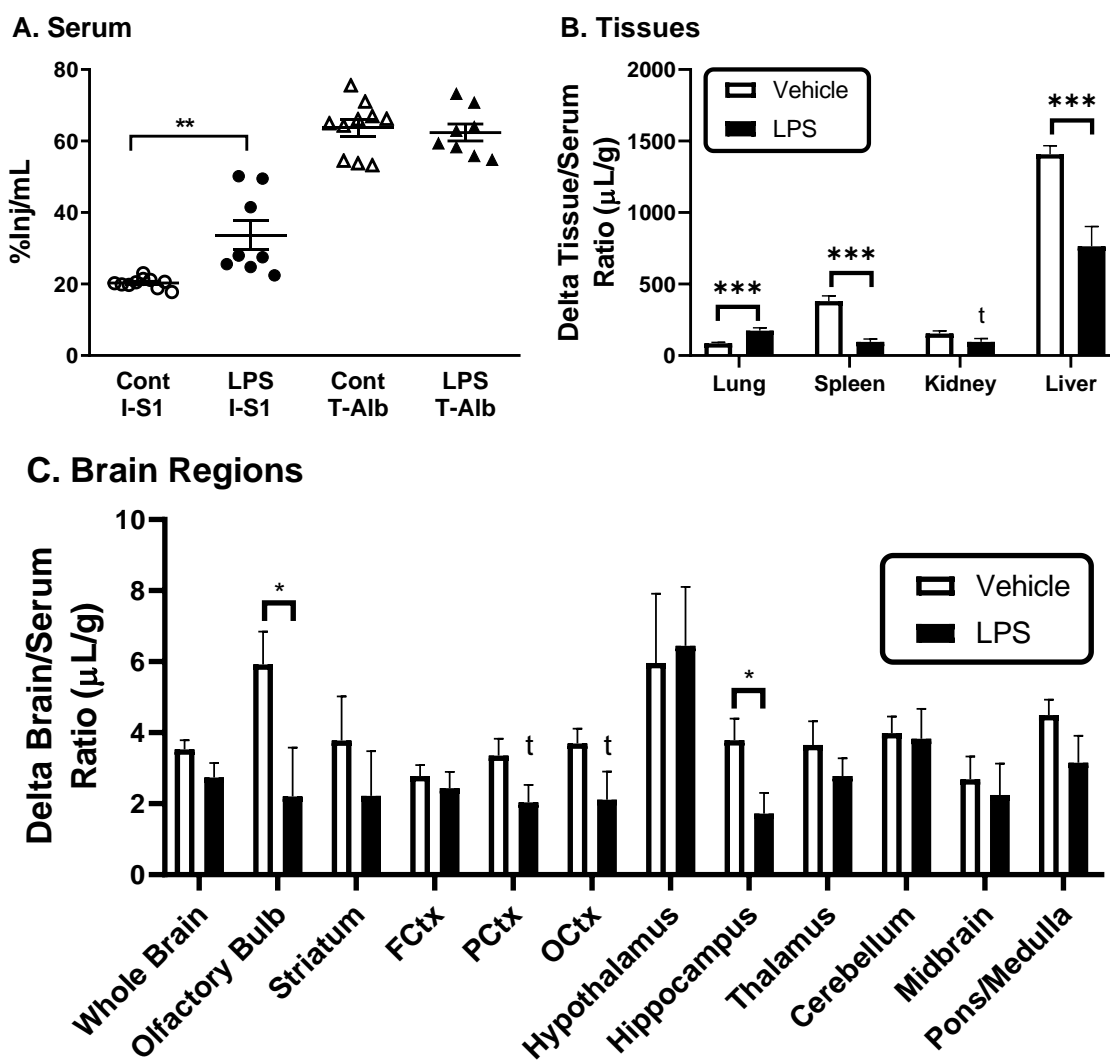 A. Serum
%Inj/mL
80
60
40
20
0
**
Cont
I-S1
LPS
I-S1
Cont
T-Alb
LPS
T-Alb
B. Tissues
Delta Tissue/Serum
Ratio (μL/g)
2000
1500
1000
500
0
Vehicle
LPS
***
***
t
***
Lung
Spleen
Kidney
Liver
C. Brain Regions
Delta Brain/Serum
Ratio (μL/g)
10
8
6
4
2
0
Vehicle
LPS
*
t
t
*
Whole Brain
Olfactory Bulb
Striatum
FCtx
PCtx
OCtx
Hypothalamus
Hippocampus
Thalamus
Cerebellum
Midbrain
Pons/Medulla